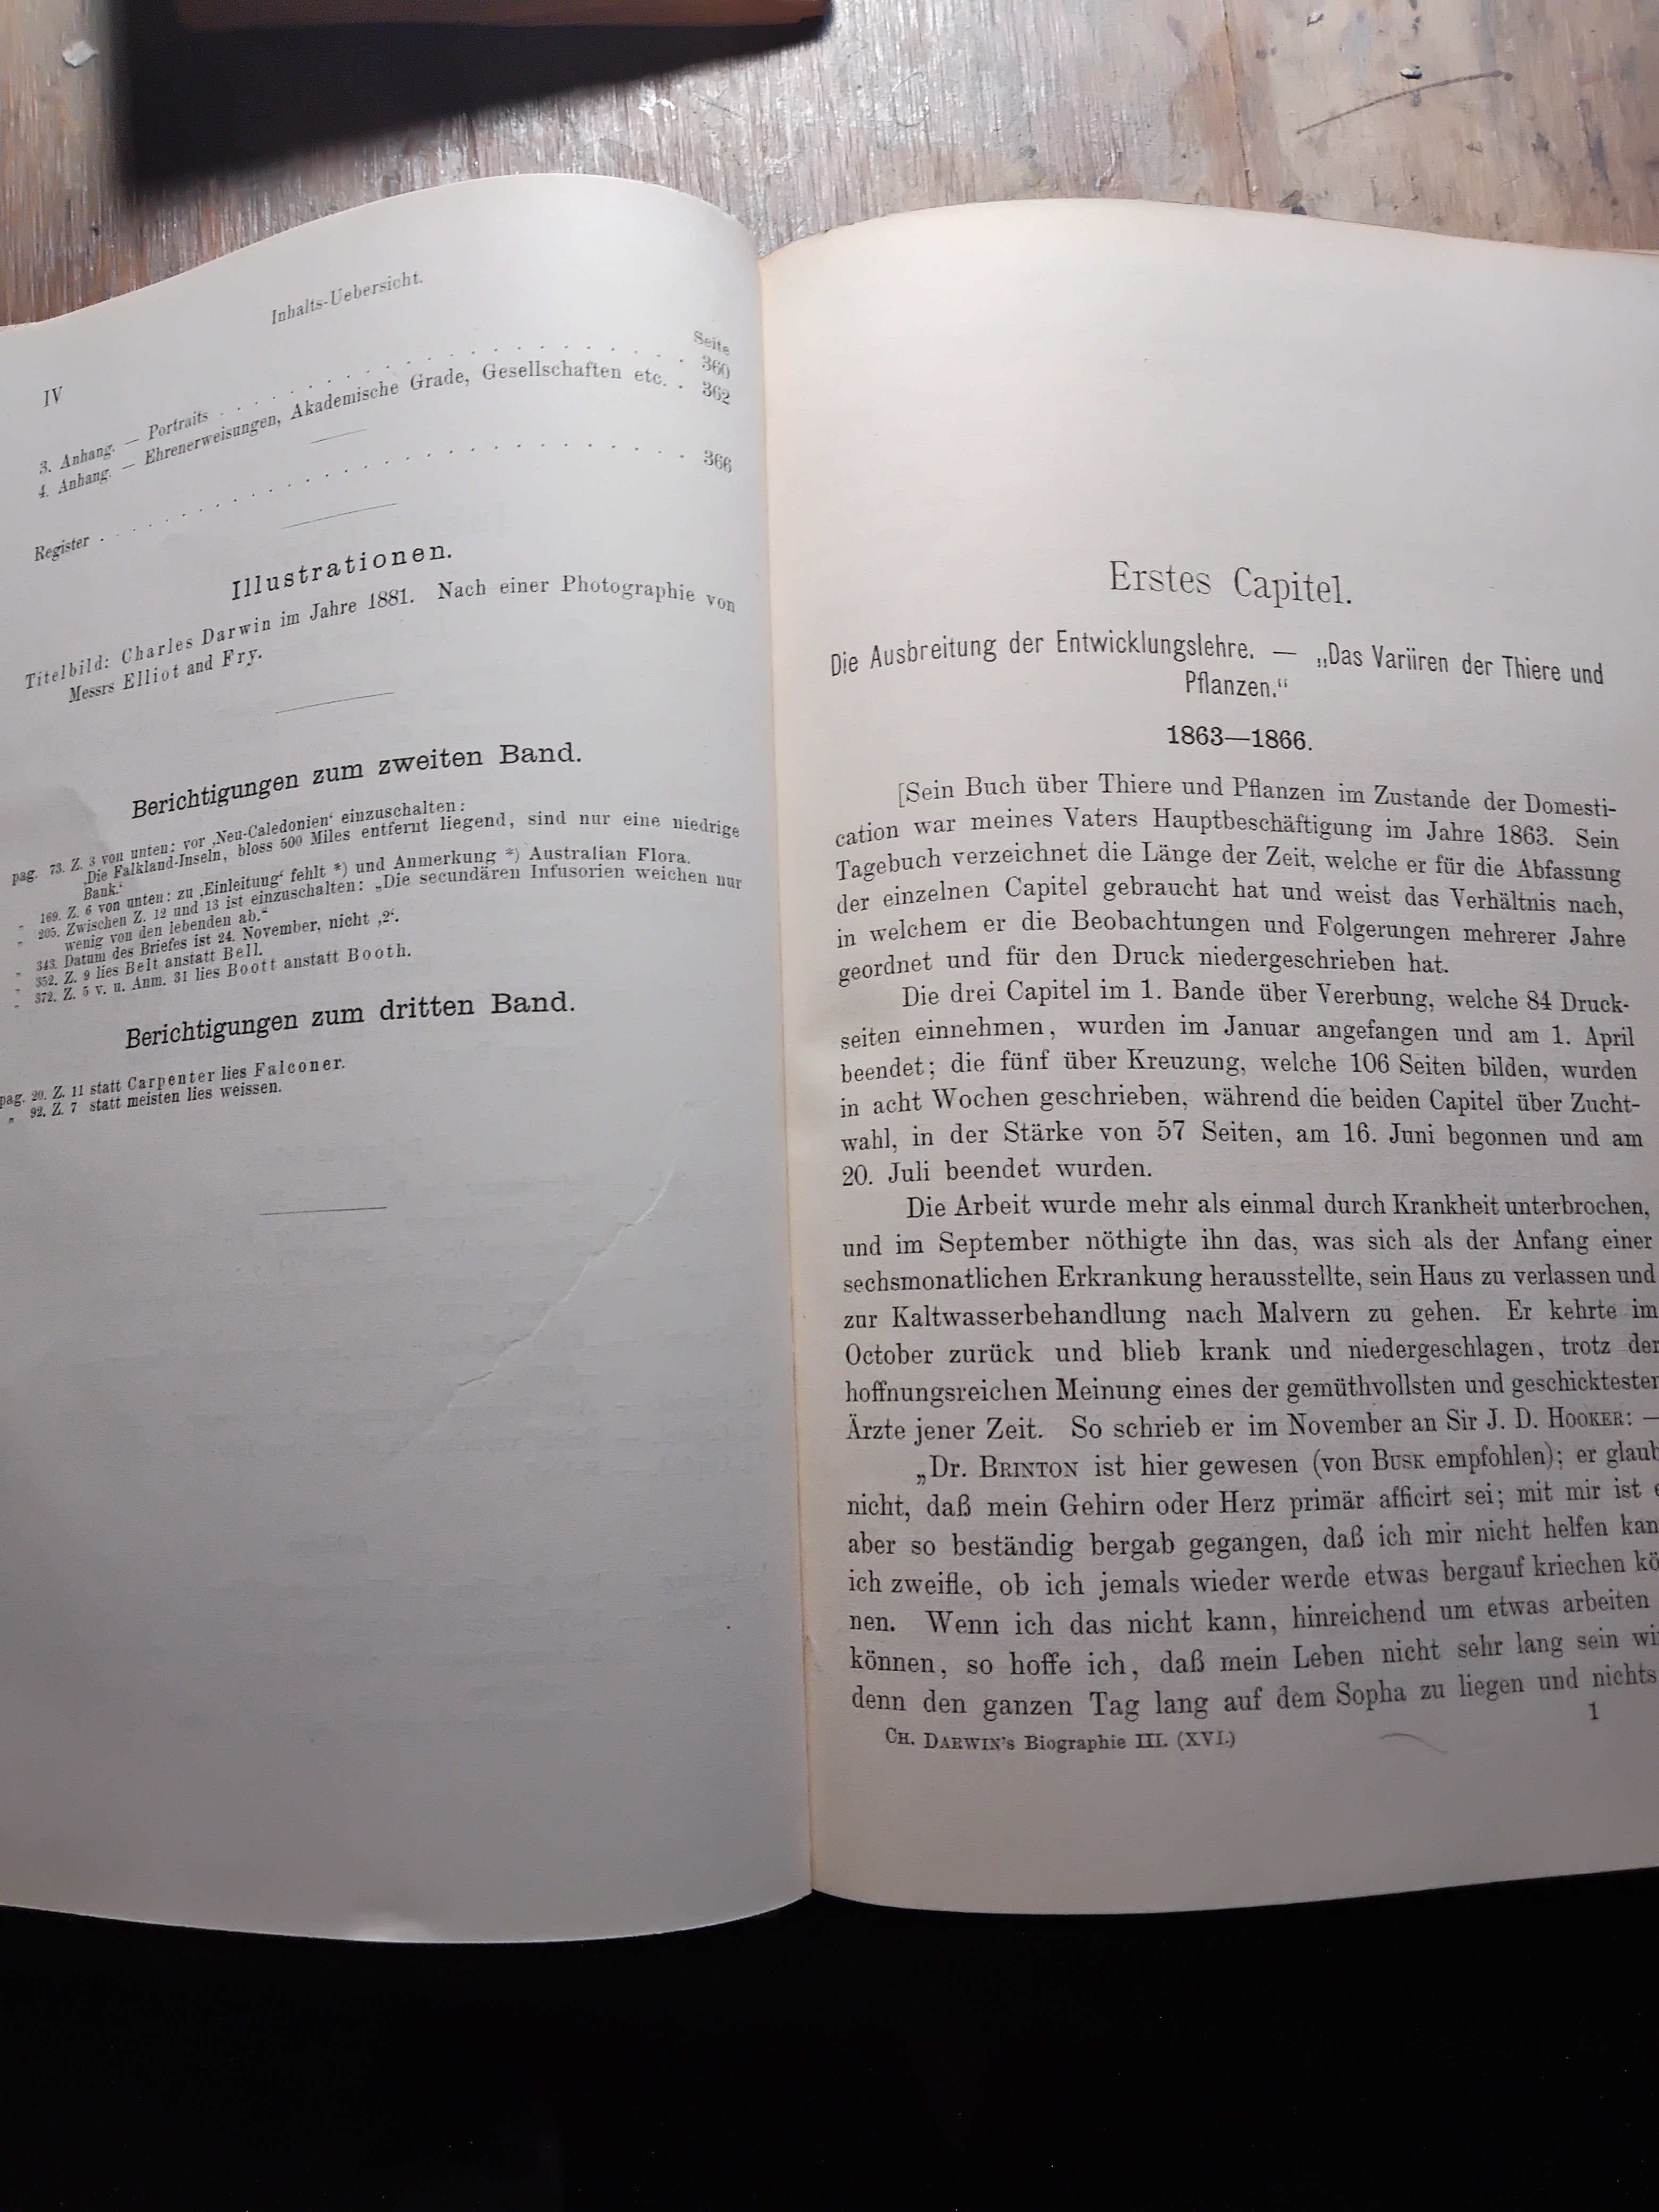 IV
Inhalts-Uebersicht.
Seite
3. Anhang. — Portraits . . . . . . . . . . . . . . . . . . 360
4. Anhang. — Ehrenerweisungen, Akademische Grade, Gesellschaften etc. . 362
Register . . . . . . . . . . . . . . . . . . . . . . 366
Illustrationen.
Titelbild: Charles Darwin im Jahre 1881. Nach einer Photographie von
Messrs Elliot and Fry.
Berichtigungen zum zweiten Band.
pag. 73. Z. 3 von unten: vor ‚Neu-Caledonien‘ einzuschalten:
‚Die Falkland-Inseln, bloss 500 Miles entfernt liegend, sind nur eine niedrige
Bank.‘
„ 169. Z. 6 von unten: zu ‚Einleitung‘ fehlt *) und Anmerkung *) Australian Flora.
„ 205. Zwischen Z. 12 und 13 ist einzuschalten: „Die secundären Infusorien weichen nur
wenig von den lebenden ab.“
„ 343. Datum des Briefes ist 24. November, nicht ‚2‘.
„ 352. Z. 9 lies Belt anstatt Bell.
„ 372. Z. 5 v. u. Anm. 31 lies Boott anstatt Booth.
Berichtigungen zum dritten Band.
pag. 20. Z. 11 statt Carpenter lies Falconer.
„ 92. Z. 7 statt meisten lies weissen.
Erstes Capitel.
Die Ausbreitung der Entwicklungslehre. — „Das Variiren der Thiere und
Pflanzen.“
1863—1866.
[Sein Buch über Thiere und Pflanzen im Zustande der Domesti-
cation war meines Vaters Hauptbeschäftigung im Jahre 1863. Sein
Tagebuch verzeichnet die Länge der Zeit, welche er für die Abfassung
der einzelnen Capitel gebraucht hat und weist das Verhältnis nach,
in welchem er die Beobachtungen und Folgerungen mehrerer Jahre
geordnet und für den Druck niedergeschrieben hat.
Die drei Capitel im 1. Bande über Vererbung, welche 84 Druck-
seiten einnehmen, wurden im Januar angefangen und am 1. April
beendet; die fünf über Kreuzung, welche 106 Seiten bilden, wurden
in acht Wochen geschrieben, während die beiden Capitel über Zucht-
wahl, in der Stärke von 57 Seiten, am 16. Juni begonnen und am
20. Juli beendet wurden.
Die Arbeit wurde mehr als einmal durch Krankheit unterbrochen,
und im September nöthigte ihn das, was sich als der Anfang einer
sechsmonatlichen Erkrankung herausstellte, sein Haus zu verlassen und
zur Kaltwasserbehandlung nach Malvern zu gehen. Er kehrte im
October zurück und blieb krank und niedergeschlagen, trotz der
hoffnungsreichen Meinung eines der gemüthvollsten und geschicktesten
Ärzte jener Zeit. So schrieb er im November an Sir J. D. HOOKER: —
„Dr. BRINTON ist hier gewesen (von BUSK empfohlen); er glaub
nicht, daß mein Gehirn oder Herz primär afficirt sei; mit mir ist e
aber so beständig bergab gegangen, daß ich mir nicht helfen kan
ich zweifle, ob ich jemals wieder werde etwas bergauf kriechen kö
nen. Wenn ich das nicht kann, hinreichend um etwas arbeiten
können, so hoffe ich, daß mein Leben nicht sehr lang sein wi
denn den ganzen Tag lang auf dem Sopha zu liegen und nichts
CH. DARWIN's Biographie III. (XVI.)
1